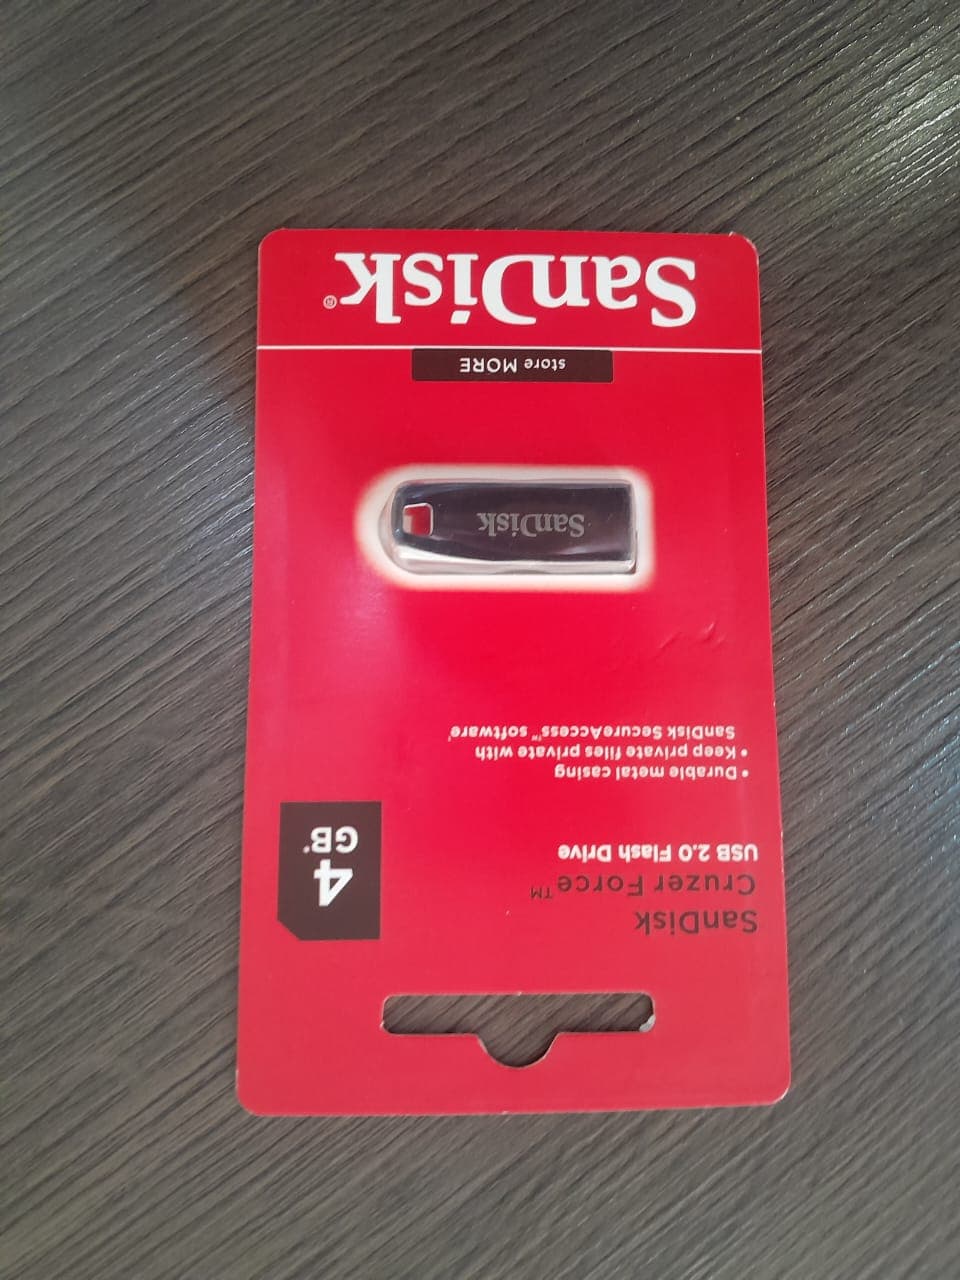 SanDisk
Cruzer Force™
USB 2.0 Flash Drive
4
GB*
• Durable metal casing
• Keep private files private with
SanDisk SecureAccess™ software*
SanDisk
store MORE
SanDisk®